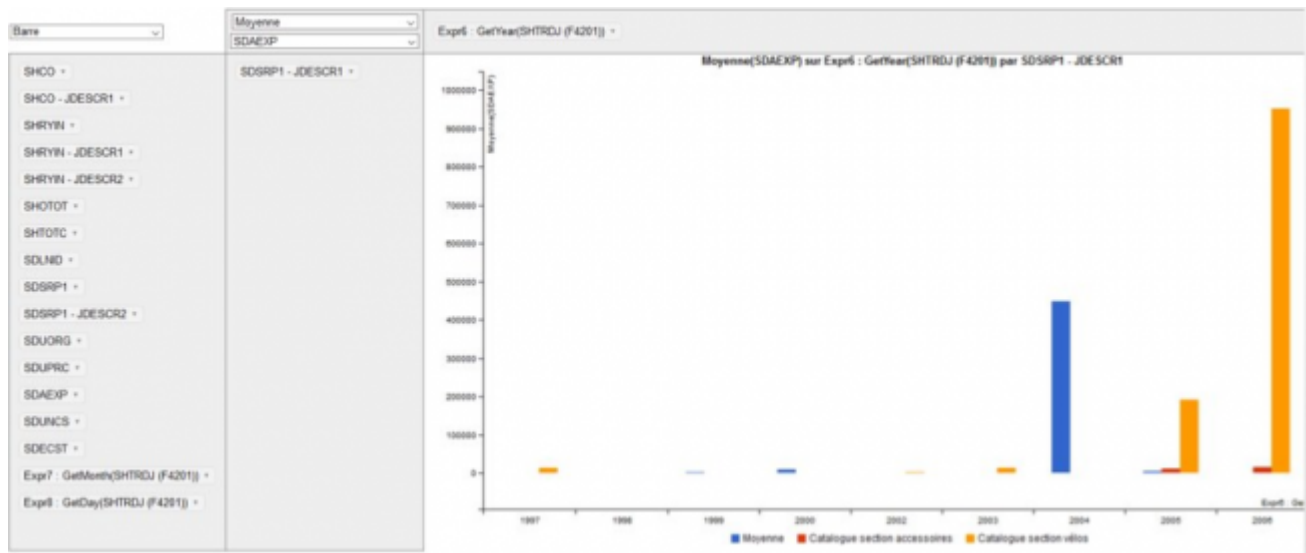 Barre
Moyenne
SDAEXP
Expr6 : GetYear(SHTRDJ (F4201))
SHCO
SHCO - JDESCR1
SHRYIN
SHRYIN - JDESCR1
SHRYIN - JDESCR2
SHOTOT
SHTOTC
SDLNID
SDSRP1
SDSRP1 - JDESCR2
SDUORG
SDUPRC
SDAEXP
SDUNCS
SDECST
Expr7 : GetMonth(SHTRDJ (F4201))
Expr8 : GetDay(SHTRDJ (F4201))
SDSRP1 - JDESCR1
Moyenne(SDAEXP) sur Expr6 : GetYear(SHTRDJ (F4201)) par SDSRP1 - JDESCR1
Moyenne(SDAEXP)
1000000
900000
800000
700000
600000
500000
400000
300000
200000
100000
0
Expr6 : Ge
1997 1998 1999 2000 2002 2003 2004 2005 2006
Moyenne Catalogue section accessoires Catalogue section vélos